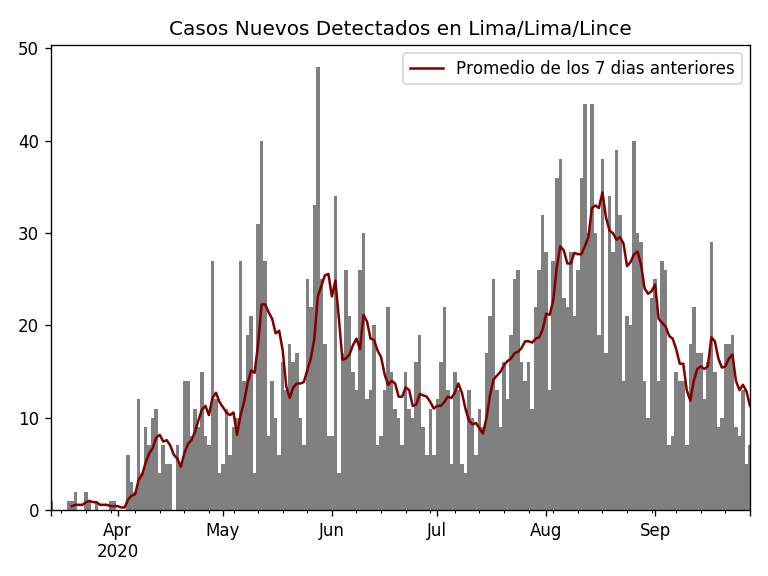 Casos Nuevos Detectados en Lima/Lima/Lince
Promedio de los 7 dias anteriores
50
40
30
20
10
0
Apr May Jun Jul Aug Sep
2020